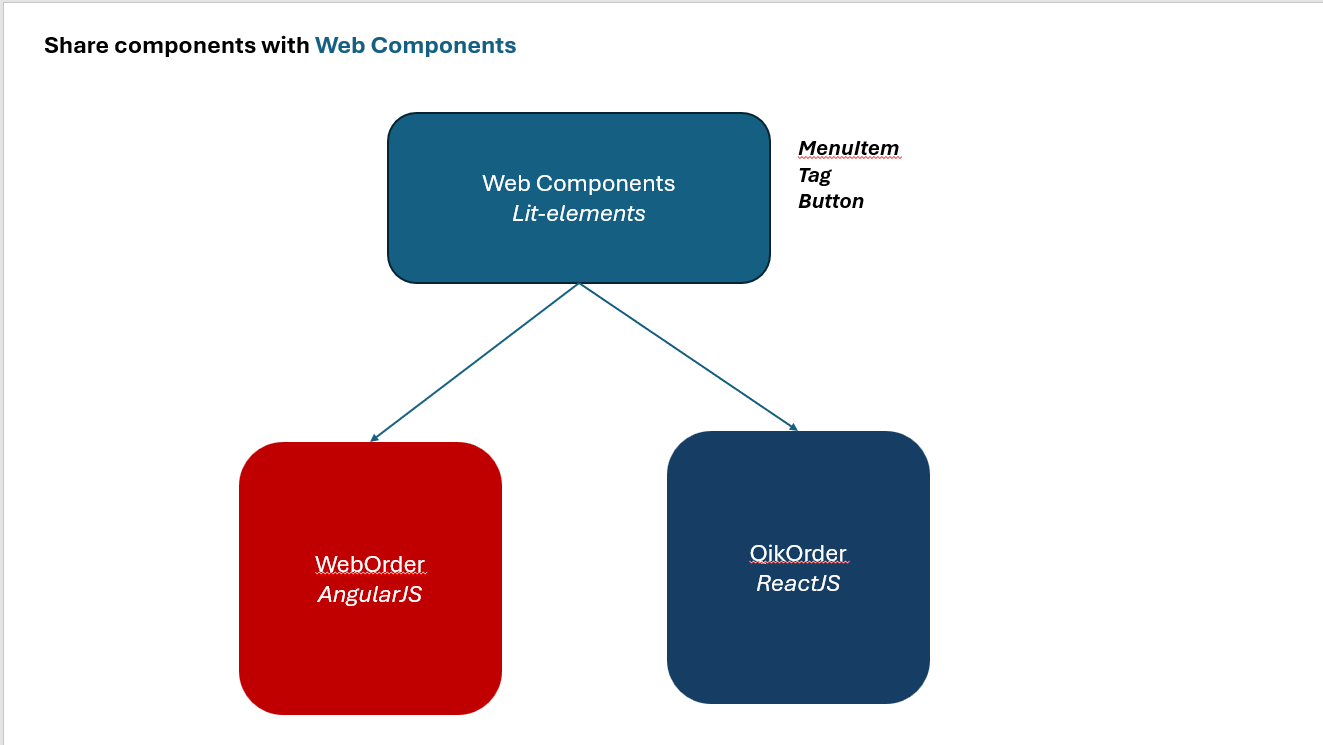 Share components with Web Components
Web Components
Lit-elements
MenuItem
Tag
Button
WebOrder
AngularJS
QikOrder
ReactJS